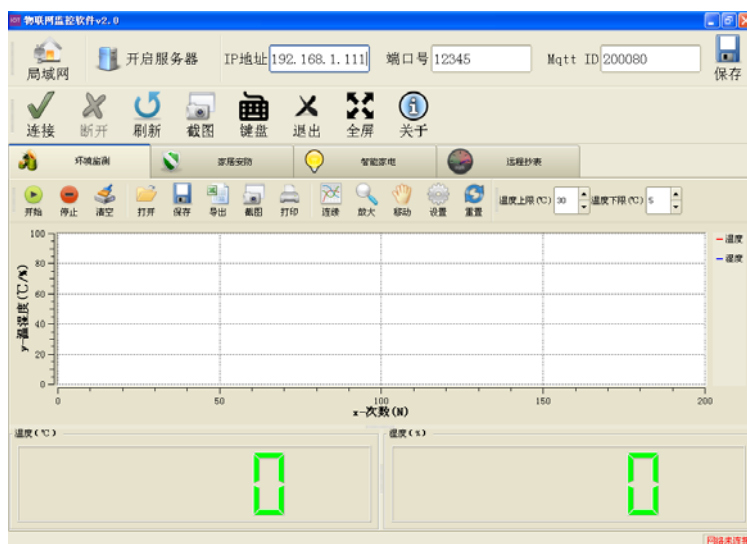 IOT 物联网监控软件v2.0
局域网 开启服务器 IP地址 192.168.1.111 端口号 12345 Mqtt ID 200080 保存
连接 断开 刷新 截图 键盘 退出 全屏 关于
环境监测 家居安防 智能家电 远程抄表
开始 停止 清空 打开 保存 导出 截图 打印 连续 放大 移动 设置 重置 温度上限(℃) 30 温度下限(℃) 5
100
80
60
40
20
0
y-温湿度(℃/%)
温度
湿度
0 50 100 150 200
x-次数(N)
温度(℃) 湿度(%)
0 0
网络未连接